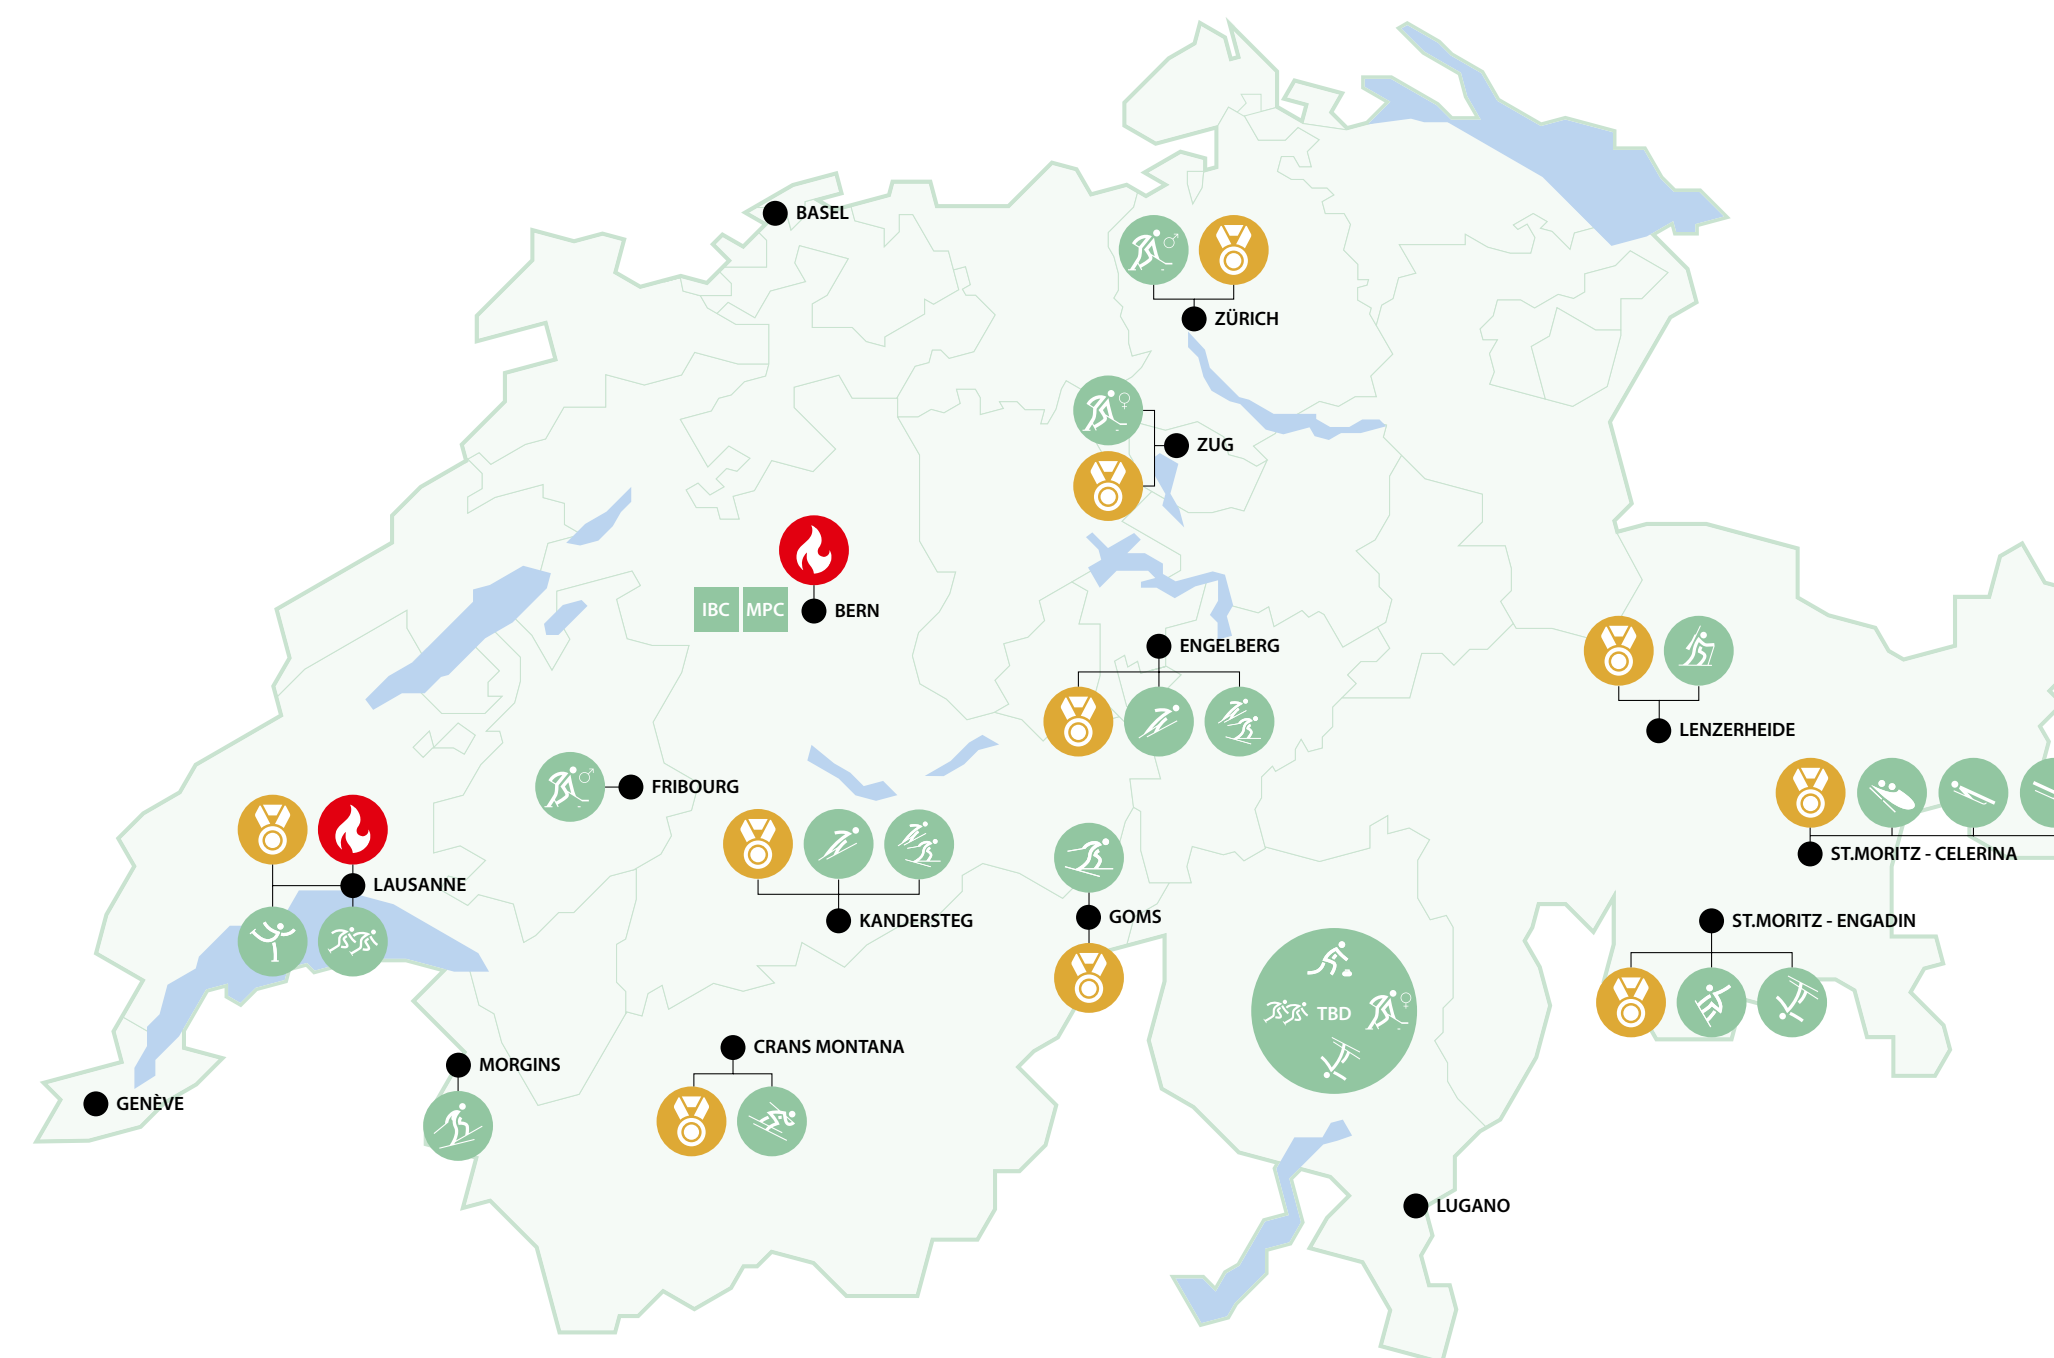 BASEL
ZÜRICH
ZUG
IBC MPC
BERN
ENGELBERG
LENZERHEIDE
FRIBOURG
ST.MORITZ - CELERINA
LAUSANNE
KANDERSTEG
GOMS
ST.MORITZ - ENGADIN
TBD
CRANS MONTANA
MORGINS
GENÈVE
LUGANO